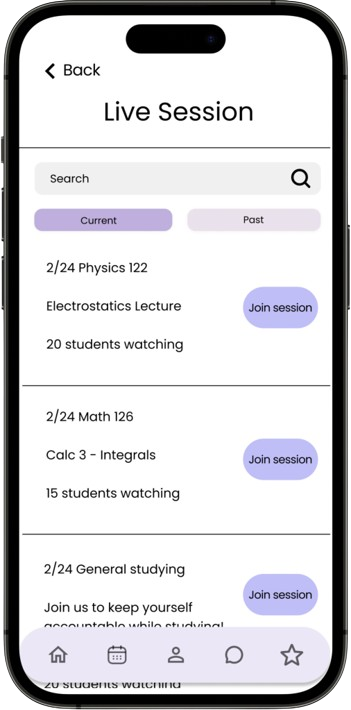 Back
Live Session
Search
Current
Past
2/24 Physics 122
Electrostatics Lecture
Join session
20 students watching
2/24 Math 126
Calc 3 - Integrals
Join session
15 students watching
2/24 General studying
Join session
Join us to keep yourself
accountable while studying!
20 students watching